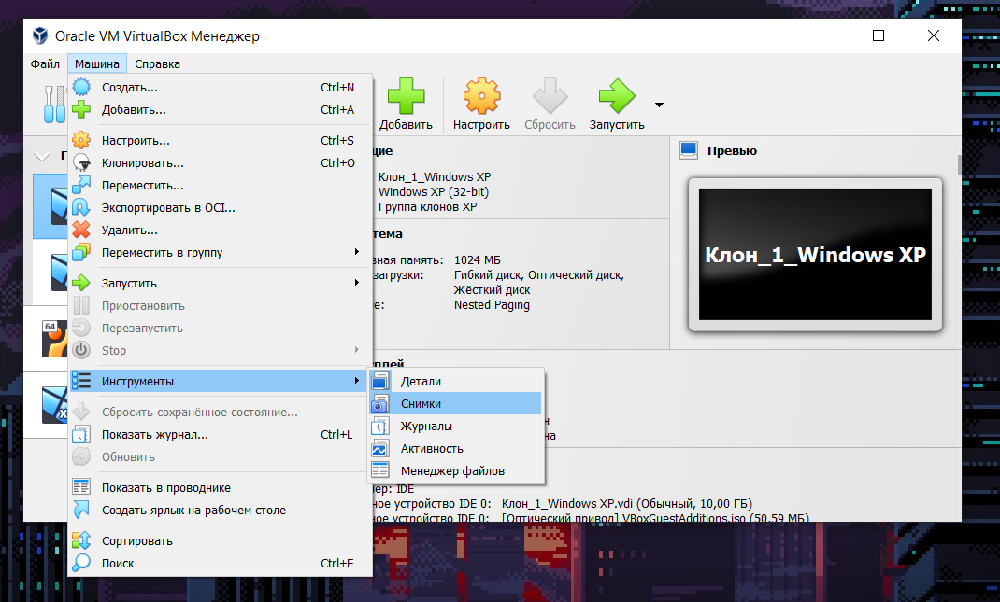 Oracle VM VirtualBox Менеджер
Файл Машина Справка
Создать... Ctrl+N
Добавить... Ctrl+A
Настроить... Ctrl+S
Клонировать... Ctrl+O
Переместить...
Экспортировать в OCI...
Удалить...
Переместить в группу
Запустить
Приостановить
Перезапустить
Stop
Инструменты
Сбросить сохранённое состояние...
Показать журнал... Ctrl+L
Обновить
Показать в проводнике
Создать ярлык на рабочем столе
Сортировать
Поиск Ctrl+F
Детали
Снимки
Журналы
Активность
Менеджер файлов
Добавить Настроить Сбросить Запустить
64
щие
Клон_1_Windows XP
Windows XP (32-bit)
Группа клонов XP
тема
вная память: 1024 МБ
загрузки: Гибкий диск, Оптический диск,
Жёсткий диск
е: Nested Paging
Превью
Клон_1_Windows XP
плей
н
на
ер: IDE
ное устройство IDE 0: Клон_1_Windows XP.vdi (Обычный, 10,00 ГБ)
ное устройство IDE 0: [Оптический привод] VBoxGuestAdditions.iso (50,59 МБ)